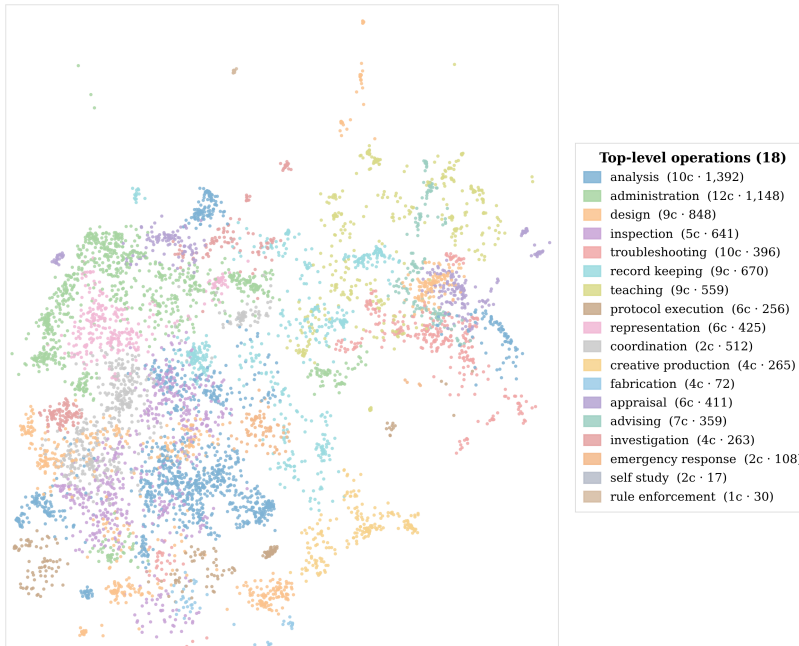 Top-level operations (18)
analysis (10c · 1,392)
administration (12c · 1,148)
design (9c · 848)
inspection (5c · 641)
troubleshooting (10c · 396)
record keeping (9c · 670)
teaching (9c · 559)
protocol execution (6c · 256)
representation (6c · 425)
coordination (2c · 512)
creative production (4c · 265)
fabrication (4c · 72)
appraisal (6c · 411)
advising (7c · 359)
investigation (4c · 263)
emergency response (2c · 108)
self study (2c · 17)
rule enforcement (1c · 30)